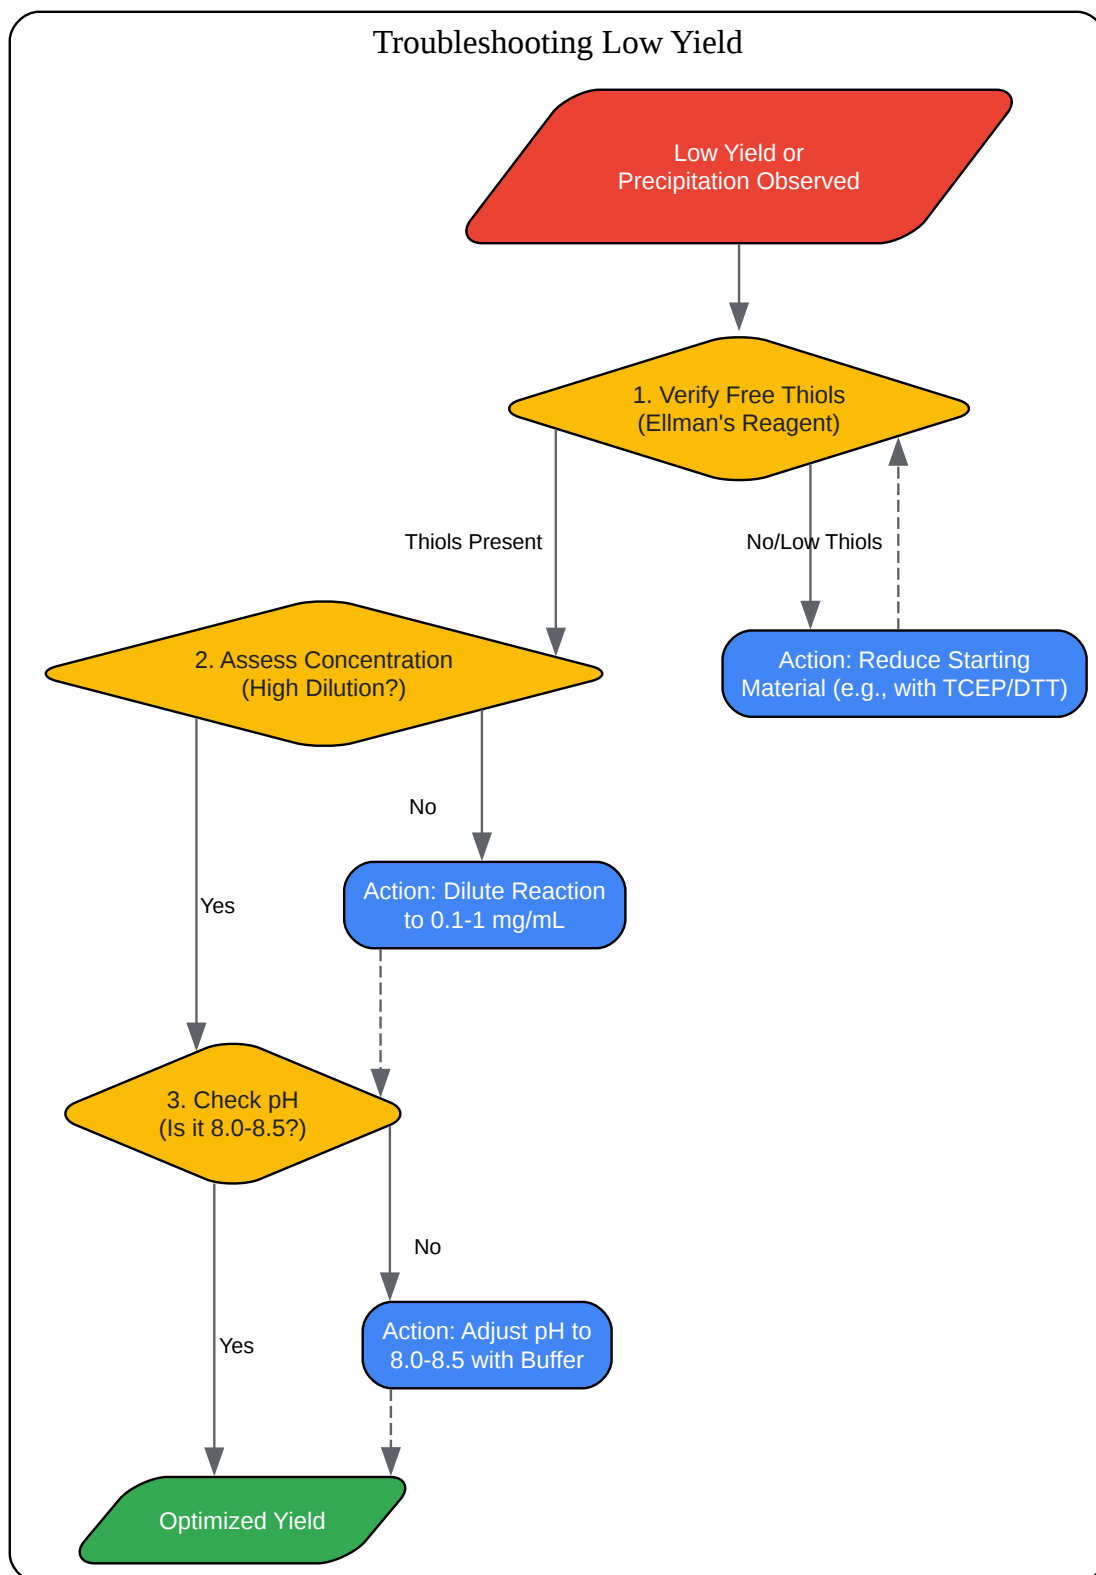 Troubleshooting Low Yield
Low Yield or
Precipitation Observed
1. Verify Free Thiols
(Ellman's Reagent)
Thiols Present
No/Low Thiols
2. Assess Concentration
(High Dilution?)
Action: Reduce Starting
Material (e.g., with TCEP/DTT)
No
Yes
Action: Dilute Reaction
to 0.1-1 mg/mL
3. Check pH
(Is it 8.0-8.5?)
No
Yes
Action: Adjust pH to
8.0-8.5 with Buffer
Optimized Yield